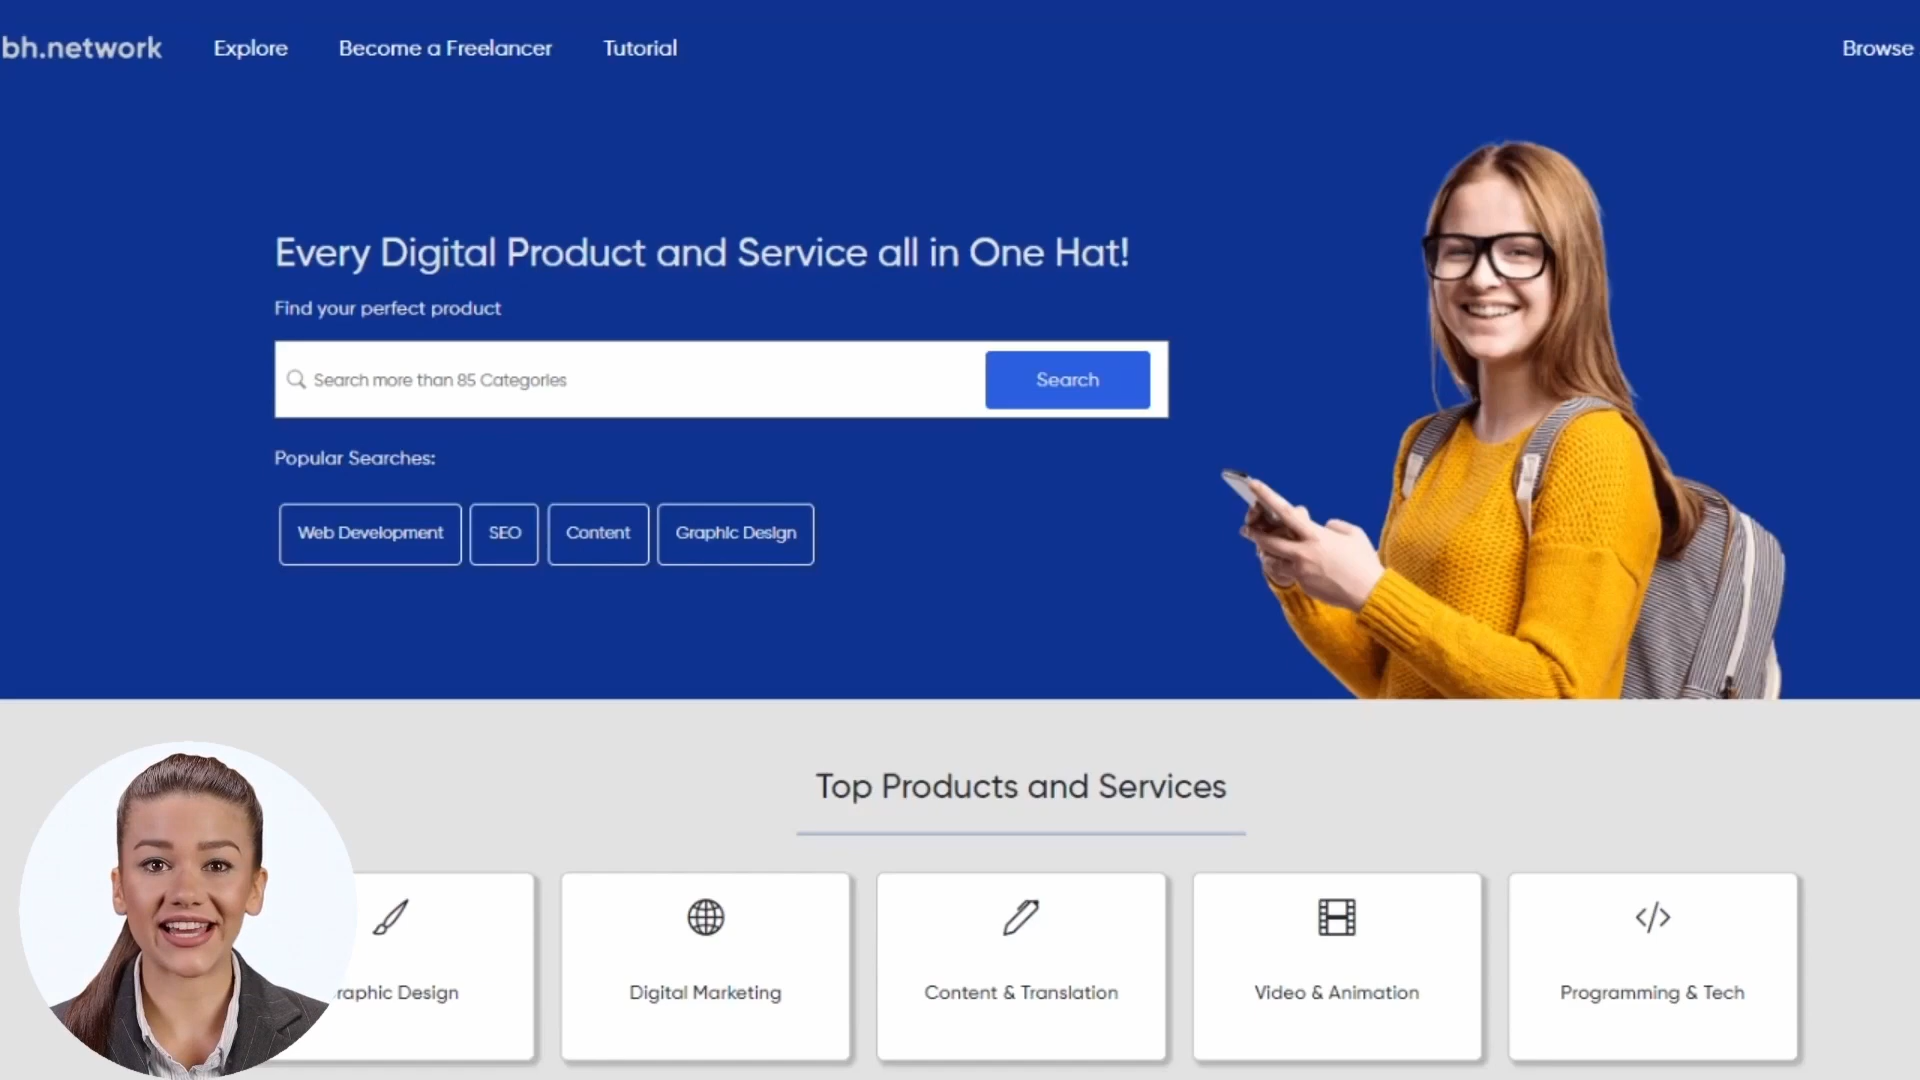 bh.network Explore Become a Freelancer Tutorial Browse
Every Digital Product and Service all in One Hat!
Find your perfect product
Search more than 85 Categories Search
Popular Searches:
Web Development SEO Content Graphic Design
Top Products and Services
raphic Design Digital Marketing Content & Translation Video & Animation Programming & Tech